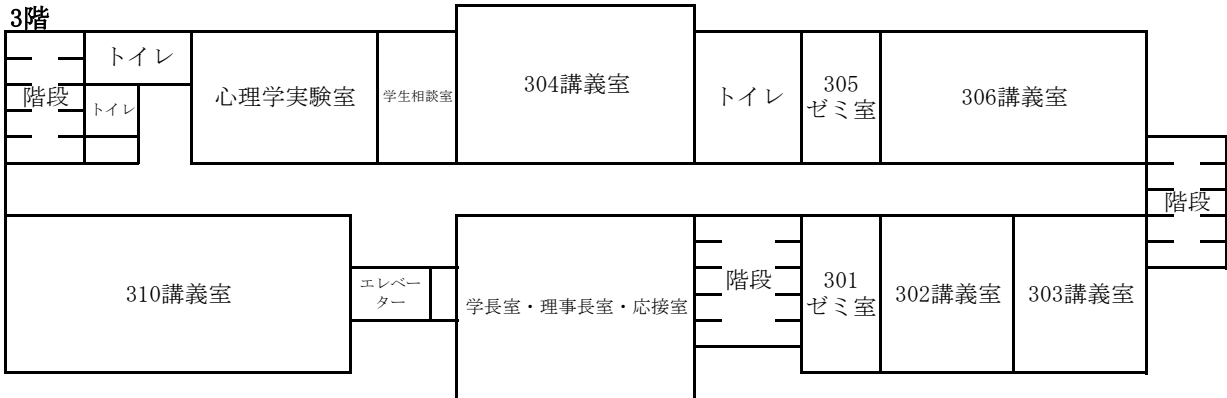 3階
トイレ
階段
トイレ
心理学実験室
学生相談室
304講義室
トイレ
305
ゼミ室
306講義室
階段
310講義室
エレベー
ター
学長室・理事長室・応接室
階段
301
ゼミ室
302講義室
303講義室